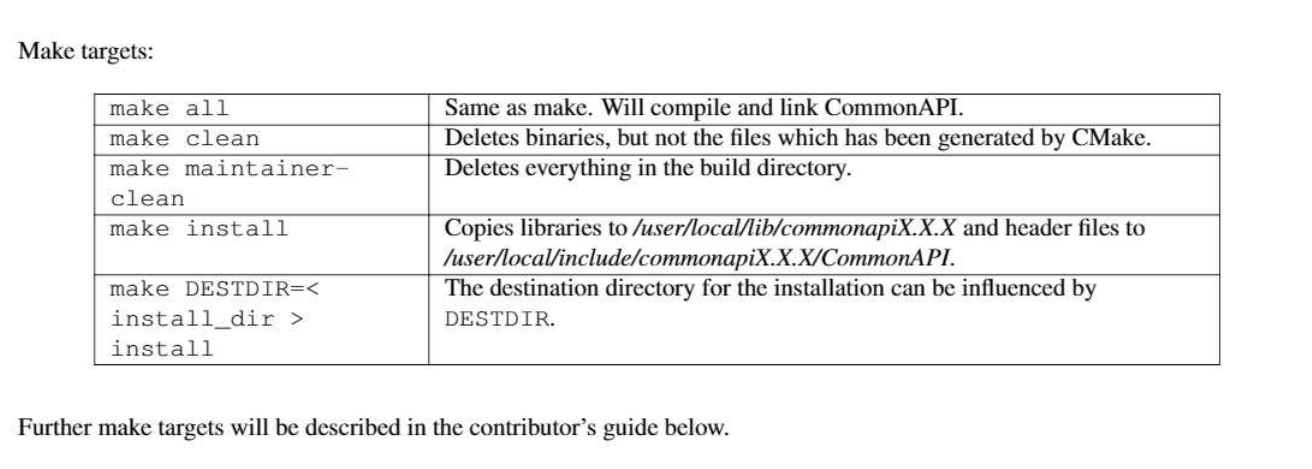 Make targets:
make all
Same as make. Will compile and link CommonAPI.
make clean
Deletes binaries, but not the files which has been generated by CMake.
make maintainer-
clean
Deletes everything in the build directory.
make install
Copies libraries to /user/local/lib/commonapiX.X.X and header files to
/user/local/include/commonapiX.X.X/CommonAPI.
make DESTDIR=<
install_dir >
install
The destination directory for the installation can be influenced by
DESTDIR.
Further make targets will be described in the contributor's guide below.